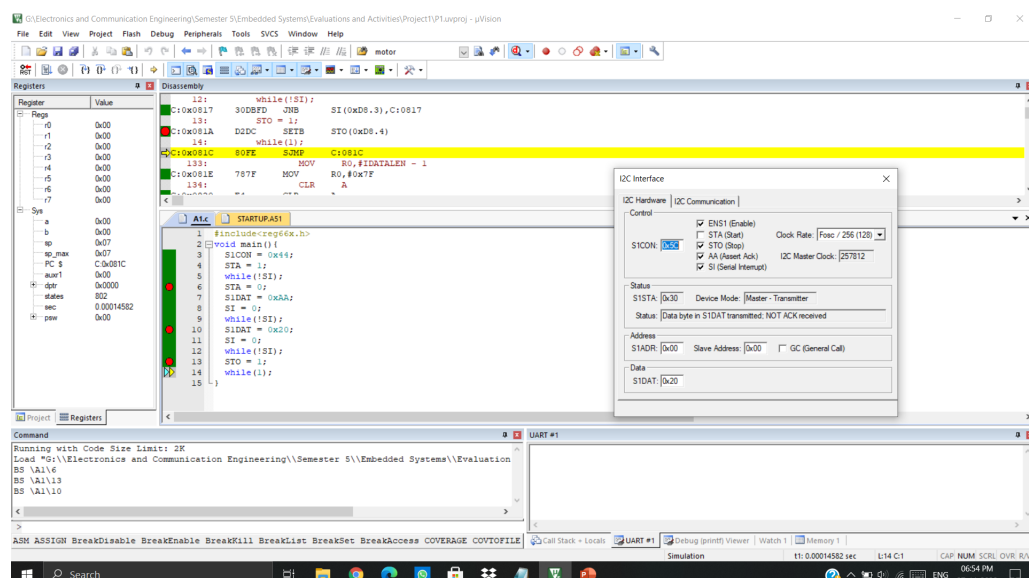 G:\Electronics and Communication Engineering\Semester 5\Embedded Systems\Evaluations and Activities\Project1\P1.uvproj - µVision
File Edit View Project Flash Debug Peripherals Tools SVCS Window Help
motor
RST
Registers
Register Value
Regs
r0 0x00
r1 0x00
r2 0x00
r3 0x00
r4 0x00
r5 0x00
r6 0x00
r7 0x00
Sys
a 0x00
b 0x00
sp 0x07
sp_max 0x07
PC $ C:0x081C
auxr1 0x00
dptr 0x0000
states 802
sec 0.00014582
psw 0x00
Project Registers
Disassembly
12: while(!SI);
C:0x0817 30DBFD JNB SI(0xD8.3),C:0817
13: STO = 1;
C:0x081A D2DC SETB STO(0xD8.4)
14: while(1);
C:0x081C 80FE SJMP C:081C
133: MOV R0,#IDATALEN - 1
C:0x081E 787F MOV R0,#0x7F
134: CLR A
A1.c STARTUP.A51
1 #include<reg66x.h>
2 void main(){
3 S1CON = 0x44;
4 STA = 1;
5 while(!SI);
6 STA = 0;
7 S1DAT = 0xAA;
8 SI = 0;
9 while(!SI);
10 S1DAT = 0x20;
11 SI = 0;
12 while(!SI);
13 STO = 1;
14 while(1);
15 }
I2C Interface
I2C Hardware I2C Communication
Control
S1CON: 0x5C
ENS1 (Enable)
STA (Start) Clock Rate: Fosc / 256 (128)
STO (Stop)
AA (Assert Ack) I2C Master Clock: 257812
SI (Serial Interrupt)
Status
S1STA: 0x30 Device Mode: Master - Transmitter
Status: Data byte in S1DAT transmitted; NOT ACK received
Address
S1ADR: 0x00 Slave Address: 0x00 GC (General Call)
Data
S1DAT: 0x20
Command
Running with Code Size Limit: 2K
Load "G:\\Electronics and Communication Engineering\\Semester 5\\Embedded Systems\\Evaluation
BS \A1\6
BS \A1\13
BS \A1\10
>
ASM ASSIGN BreakDisable BreakEnable BreakKill BreakList BreakSet BreakAccess COVERAGE COVTOFILE
UART #1
Call Stack + Locals UART #1 Debug (printf) Viewer Watch 1 Memory 1
Simulation t1: 0.00014582 sec L:14 C:1 CAP NUM SCRL OVR R/W
Search
ENG 06:54 PM